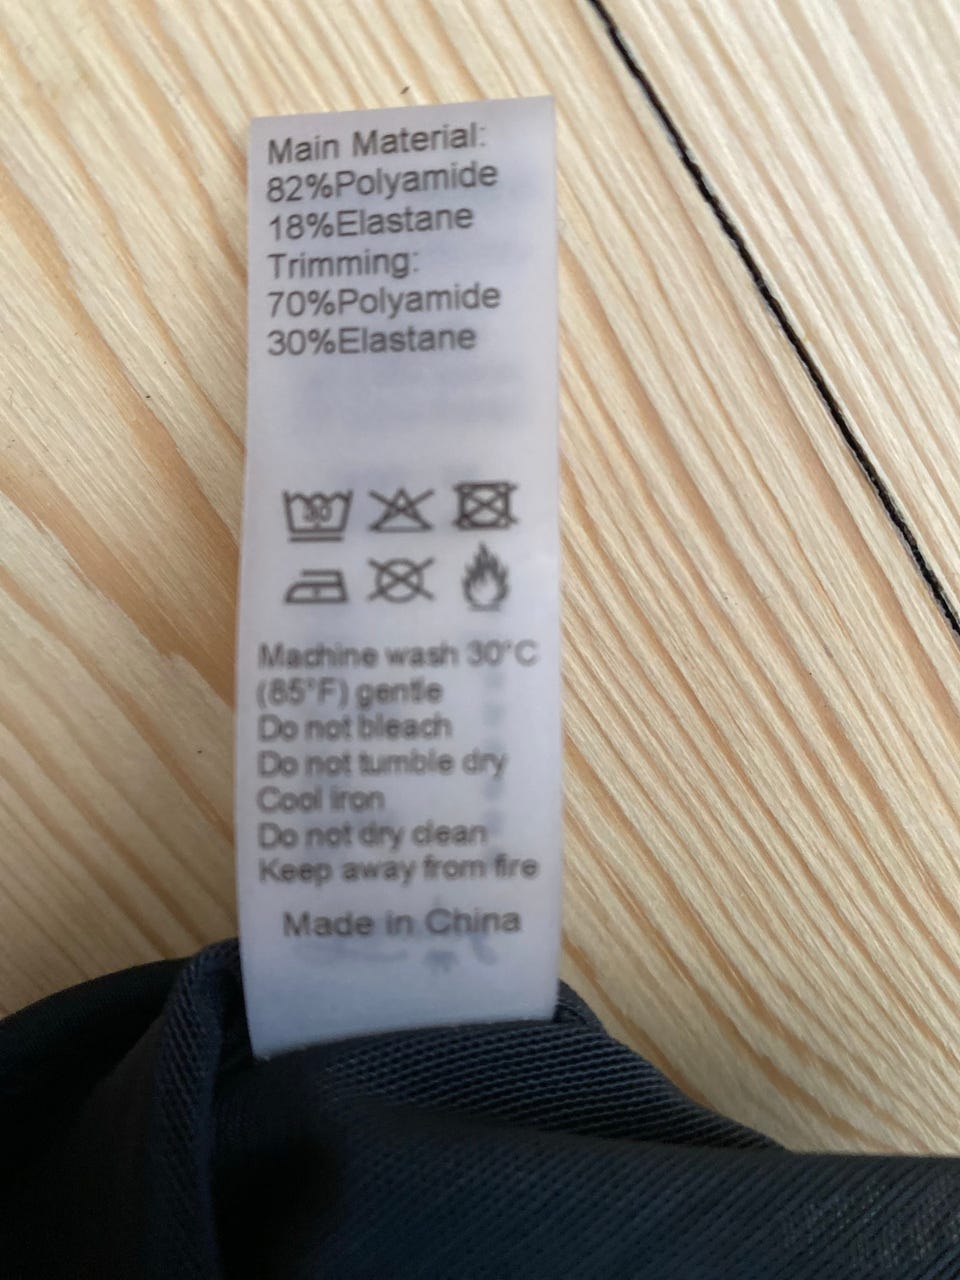 Main Material:
82%Polyamide
18%Elastane
Trimming:
70%Polyamide
30%Elastane
30
Machine wash 30°C
(85°F) gentle
Do not bleach
Do not tumble dry
Cool iron
Do not dry clean
Keep away from fire
Made in China